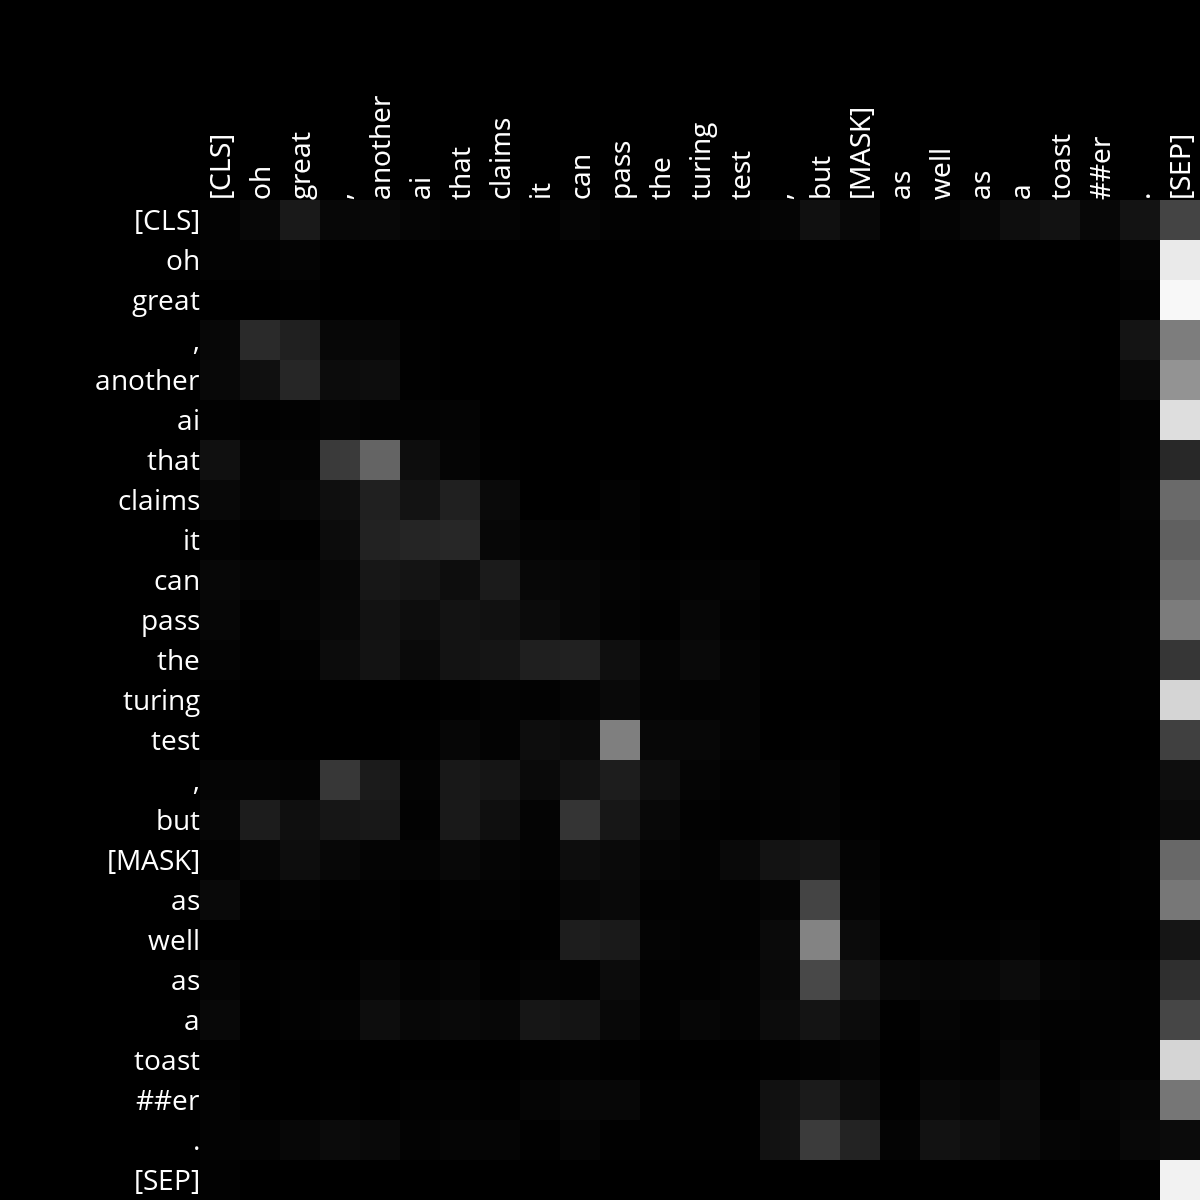 [CLS] oh great , another ai that claims it can pass the turing test , but [MASK] as well as a toast ##er . [SEP]
[CLS]
oh
great
,
another
ai
that
claims
it
can
pass
the
turing
test
,
but
[MASK]
as
well
as
a
toast
##er
.
[SEP]